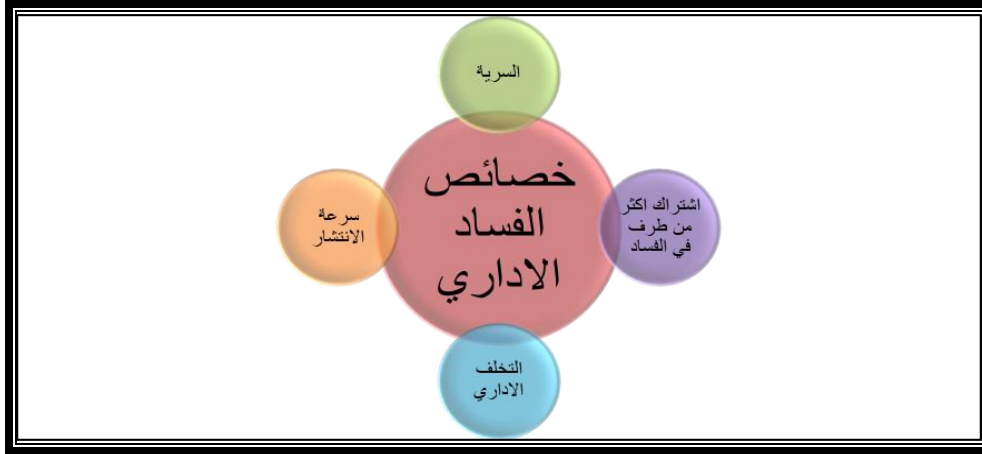 السرية
خصائص
الفساد
الاداري
اشتراك اكثر
من طرف
في الفساد
سرعة
الانتشار
التخلف
الاداري